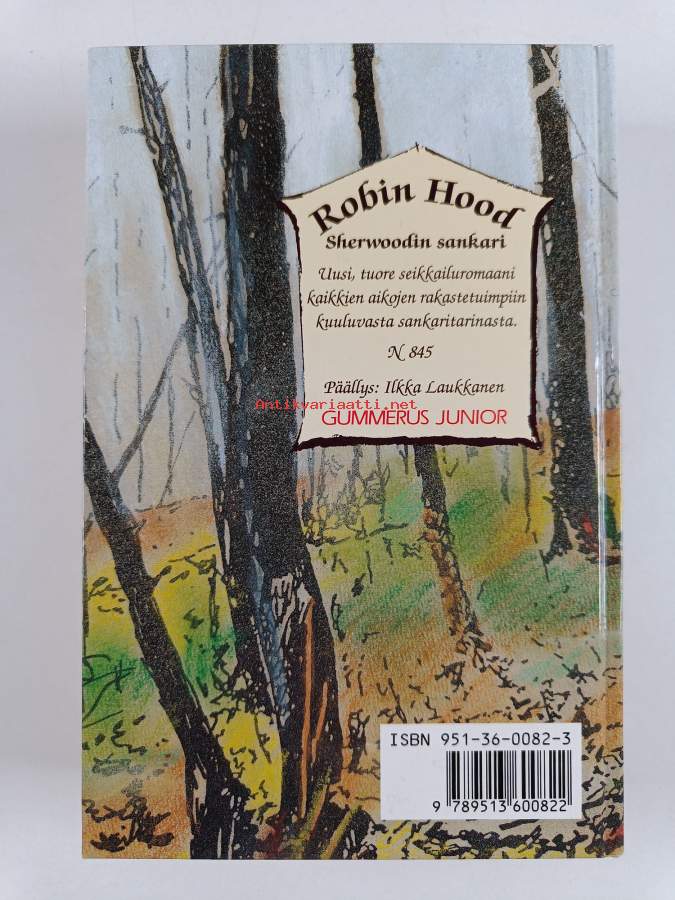 Robin Hood
Sherwoodin sankari
Uusi, tuore seikkailuromaani
kaikkien aikojen rakastetuimpiin
kuuluvasta sankaritarinasta.
N 845
Päällys: Ilkka Laukkanen
Antikvariaatti.net
GUMMERUS JUNIOR
ISBN 951-36-0082-3
9 789513 600822